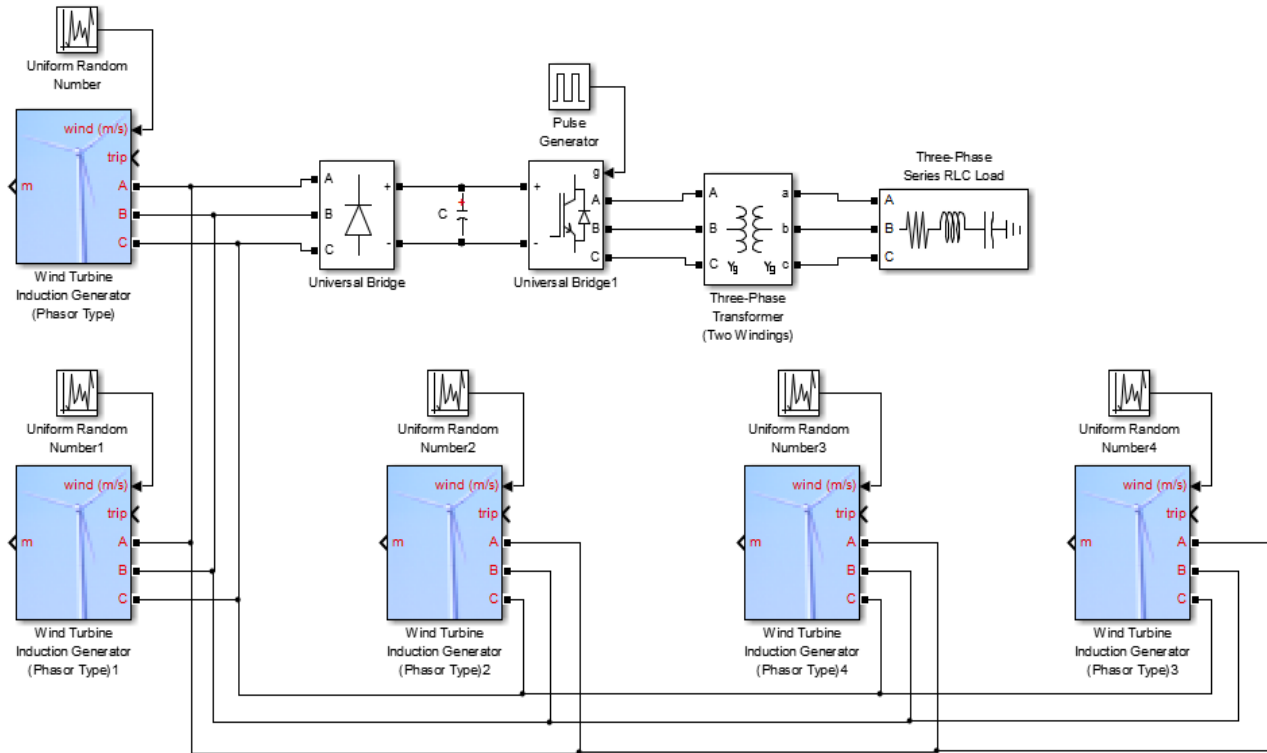 Uniform Random
Number
wind (m/s)
trip
m
A
B
C
Wind Turbine
Induction Generator
(Phasor Type)
A
B
C
+
-
Universal Bridge
+
C
Pulse
Generator
+
-
g
A
B
C
Universal Bridge1
A
B
C
a
b
c
Yg
Yg
Three-Phase
Transformer
(Two Windings)
Three-Phase
Series RLC Load
A
B
C
Uniform Random
Number1
wind (m/s)
trip
m
A
B
C
Wind Turbine
Induction Generator
(Phasor Type)1
Uniform Random
Number2
wind (m/s)
trip
m
A
B
C
Wind Turbine
Induction Generator
(Phasor Type)2
Uniform Random
Number3
wind (m/s)
trip
m
A
B
C
Wind Turbine
Induction Generator
(Phasor Type)4
Uniform Random
Number4
wind (m/s)
trip
m
A
B
C
Wind Turbine
Induction Generator
(Phasor Type)3